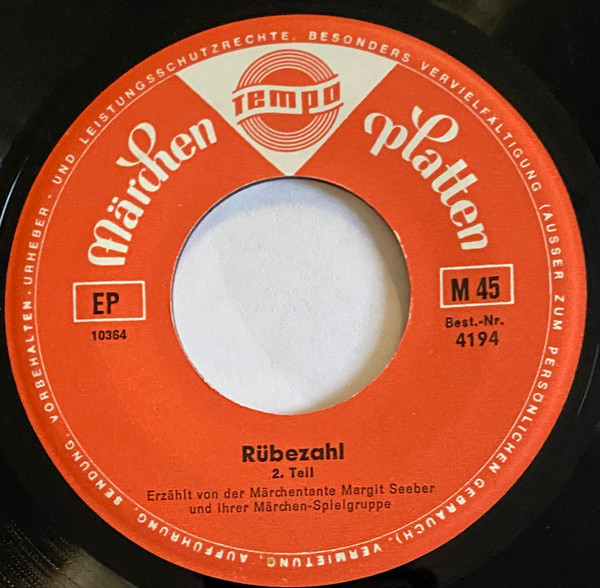 URHEBER - UND LEISTUNGSSCHUTZRECHTE. BESONDERS VERVIELFÄLTIGUNG (AUSSER ZUM PERSÖNLICHEN GEBRAUCH), VERMIETUNG, AUFFÜHRUNG, SENDUNG, VORBEHALTEN ·
Tempo
Märchen Platten
EP
10364
M 45
Best.-Nr.
4194
Rübezahl
2. Teil
Erzählt von der Märchentante Margit Seeber
und ihrer Märchen-Spielgruppe